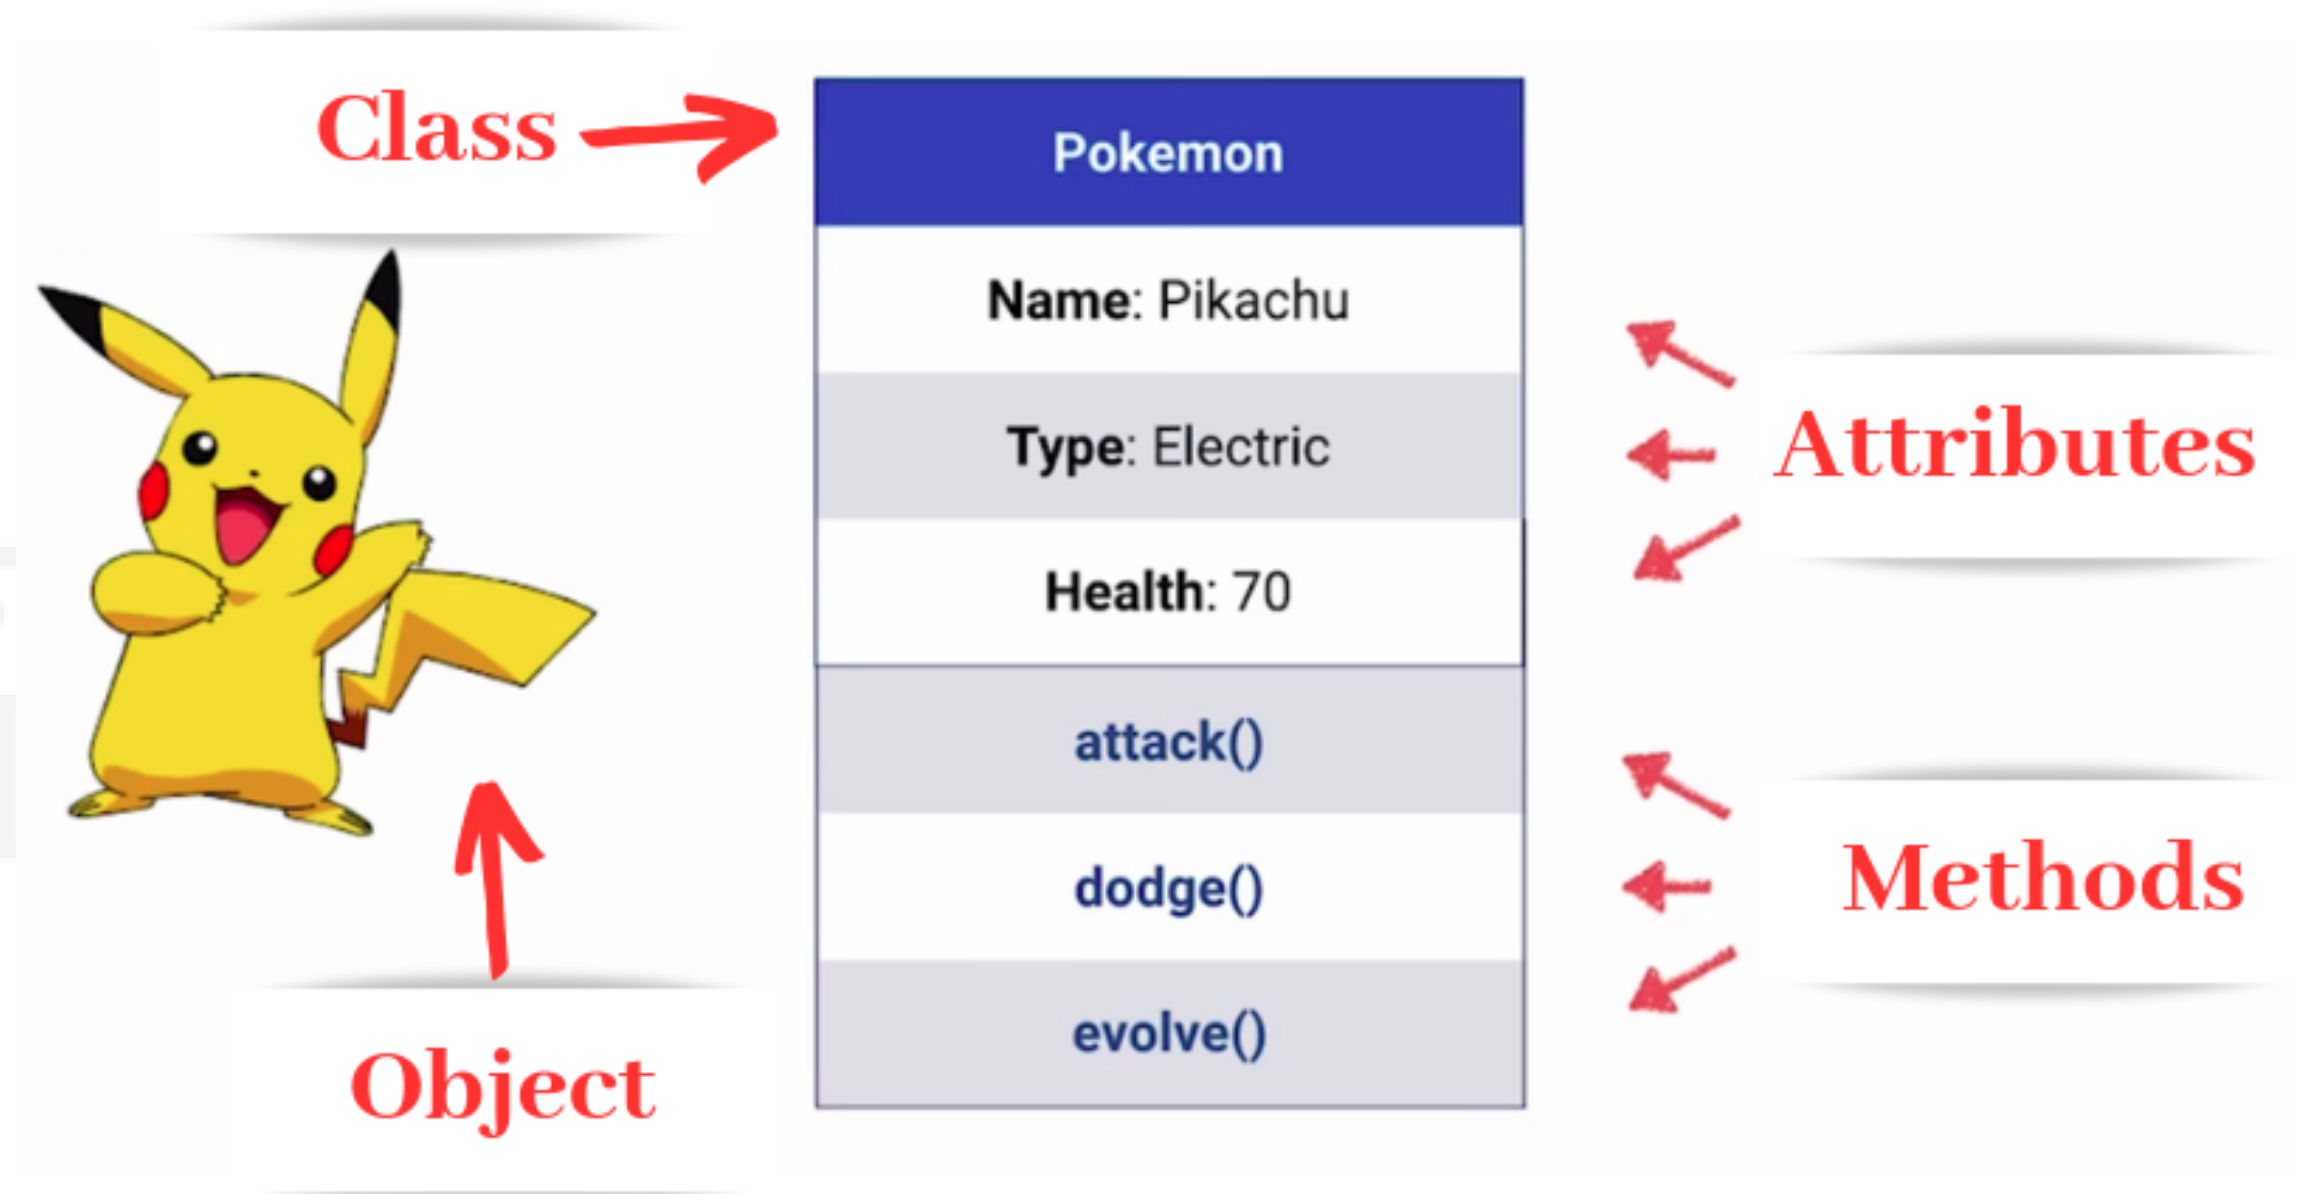 Class
Pokemon
Name: Pikachu
Type: Electric
Attributes
Health: 70
attack()
dodge()
Methods
evolve()
Object